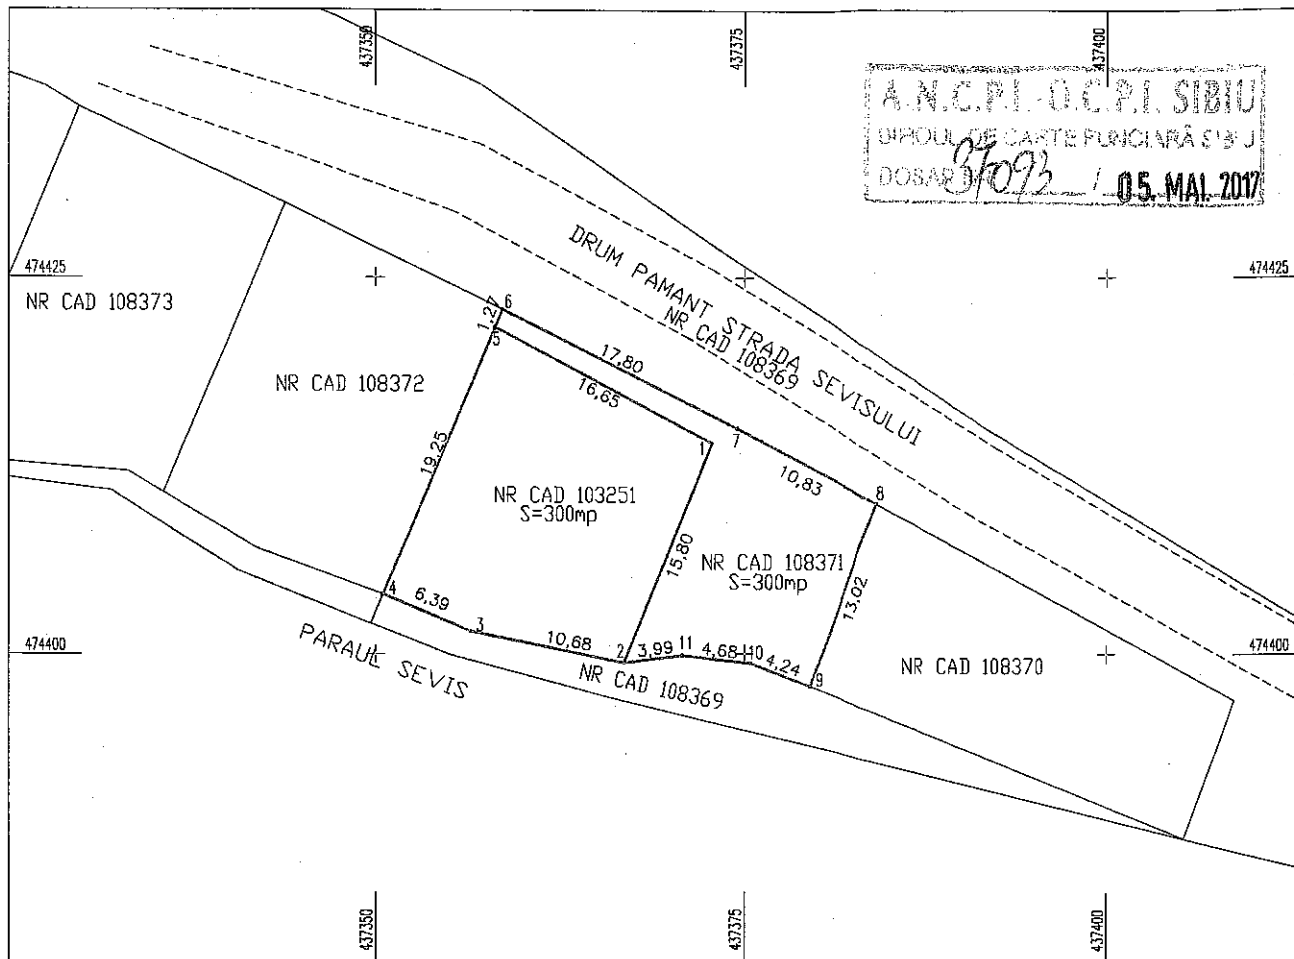 437350
437375
437400
A.N.C.P.I.-O.C.P.I. SIBIU
BIROUL DE CARTE FUNCIARĂ SIBIU
DOSAR 37093 / 05. MAI. 2017
DRUM PAMANT STRADA SEVISULUI
NR CAD 108369
474425
474425
NR CAD 108373
6
1,27
5
17,80
16,65
NR CAD 108372
7
1
10,83
8
19,25
NR CAD 103251
S=300mp
15,80
NR CAD 108371
S=300mp
13,02
4
6,39
3
10,68
2
3,99
11
4,68
10
4,24
9
474400
474400
PARAUL SEVIS
NR CAD 108369
NR CAD 108370
437350
437375
437400